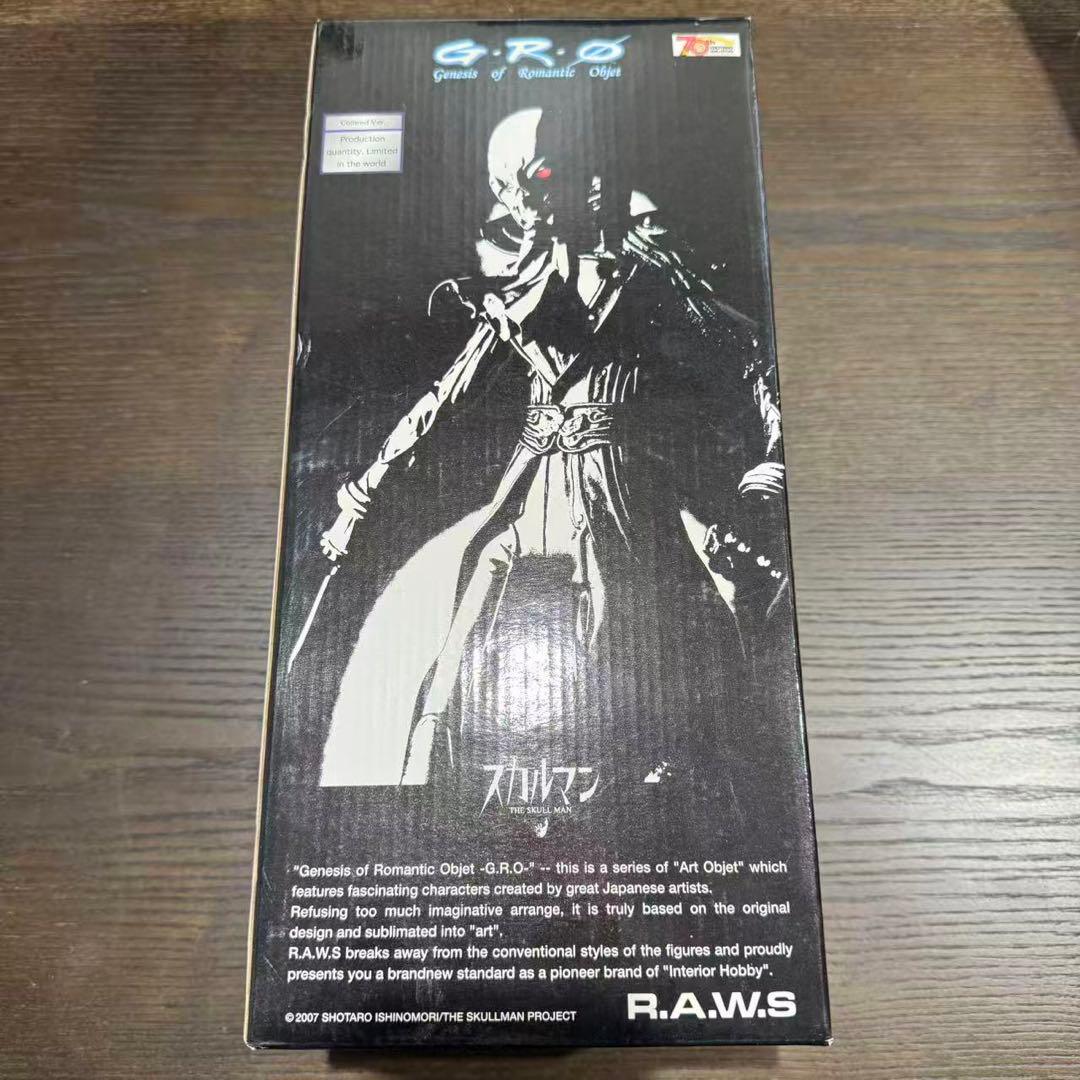 G·R·O
Genesis of Romantic Objet
70th
Colored Ver.
Production
quantity. Limited
in the world
スカルマン
THE SKULL MAN
"Genesis of Romantic Objet -G.R.O-" -- this is a series of "Art Objet" which
features fascinating characters created by great Japanese artists.
Refusing too much imaginative arrange, it is truly based on the original
design and sublimated into "art".
R.A.W.S breaks away from the conventional styles of the figures and proudly
presents you a brandnew standard as a pioneer brand of "Interior Hobby".
R.A.W.S
© 2007 SHOTARO ISHINOMORI/THE SKULLMAN PROJECT